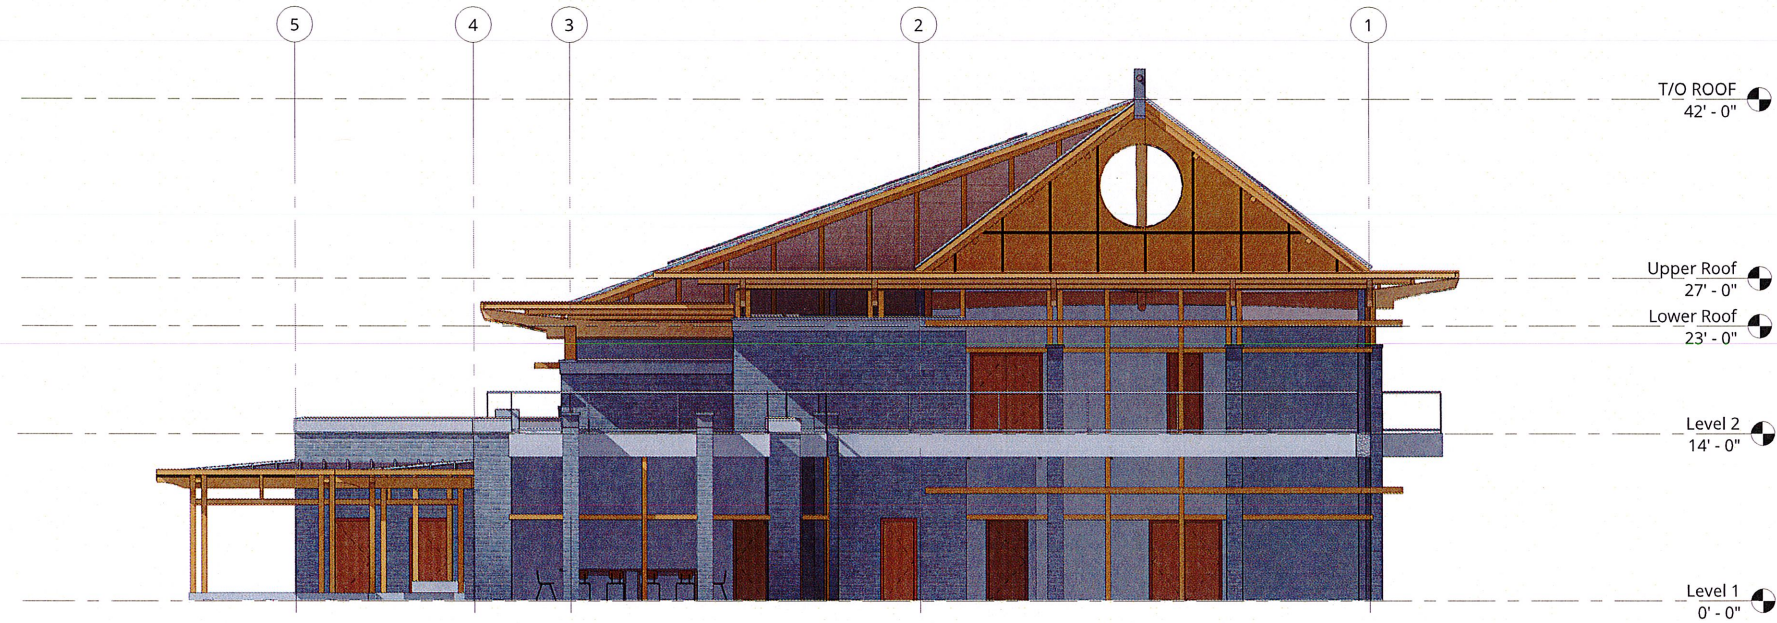 5 4 3 2 1
T/O ROOF
42' - 0"
Upper Roof
27' - 0"
Lower Roof
23' - 0"
Level 2
14' - 0"
Level 1
0' - 0"